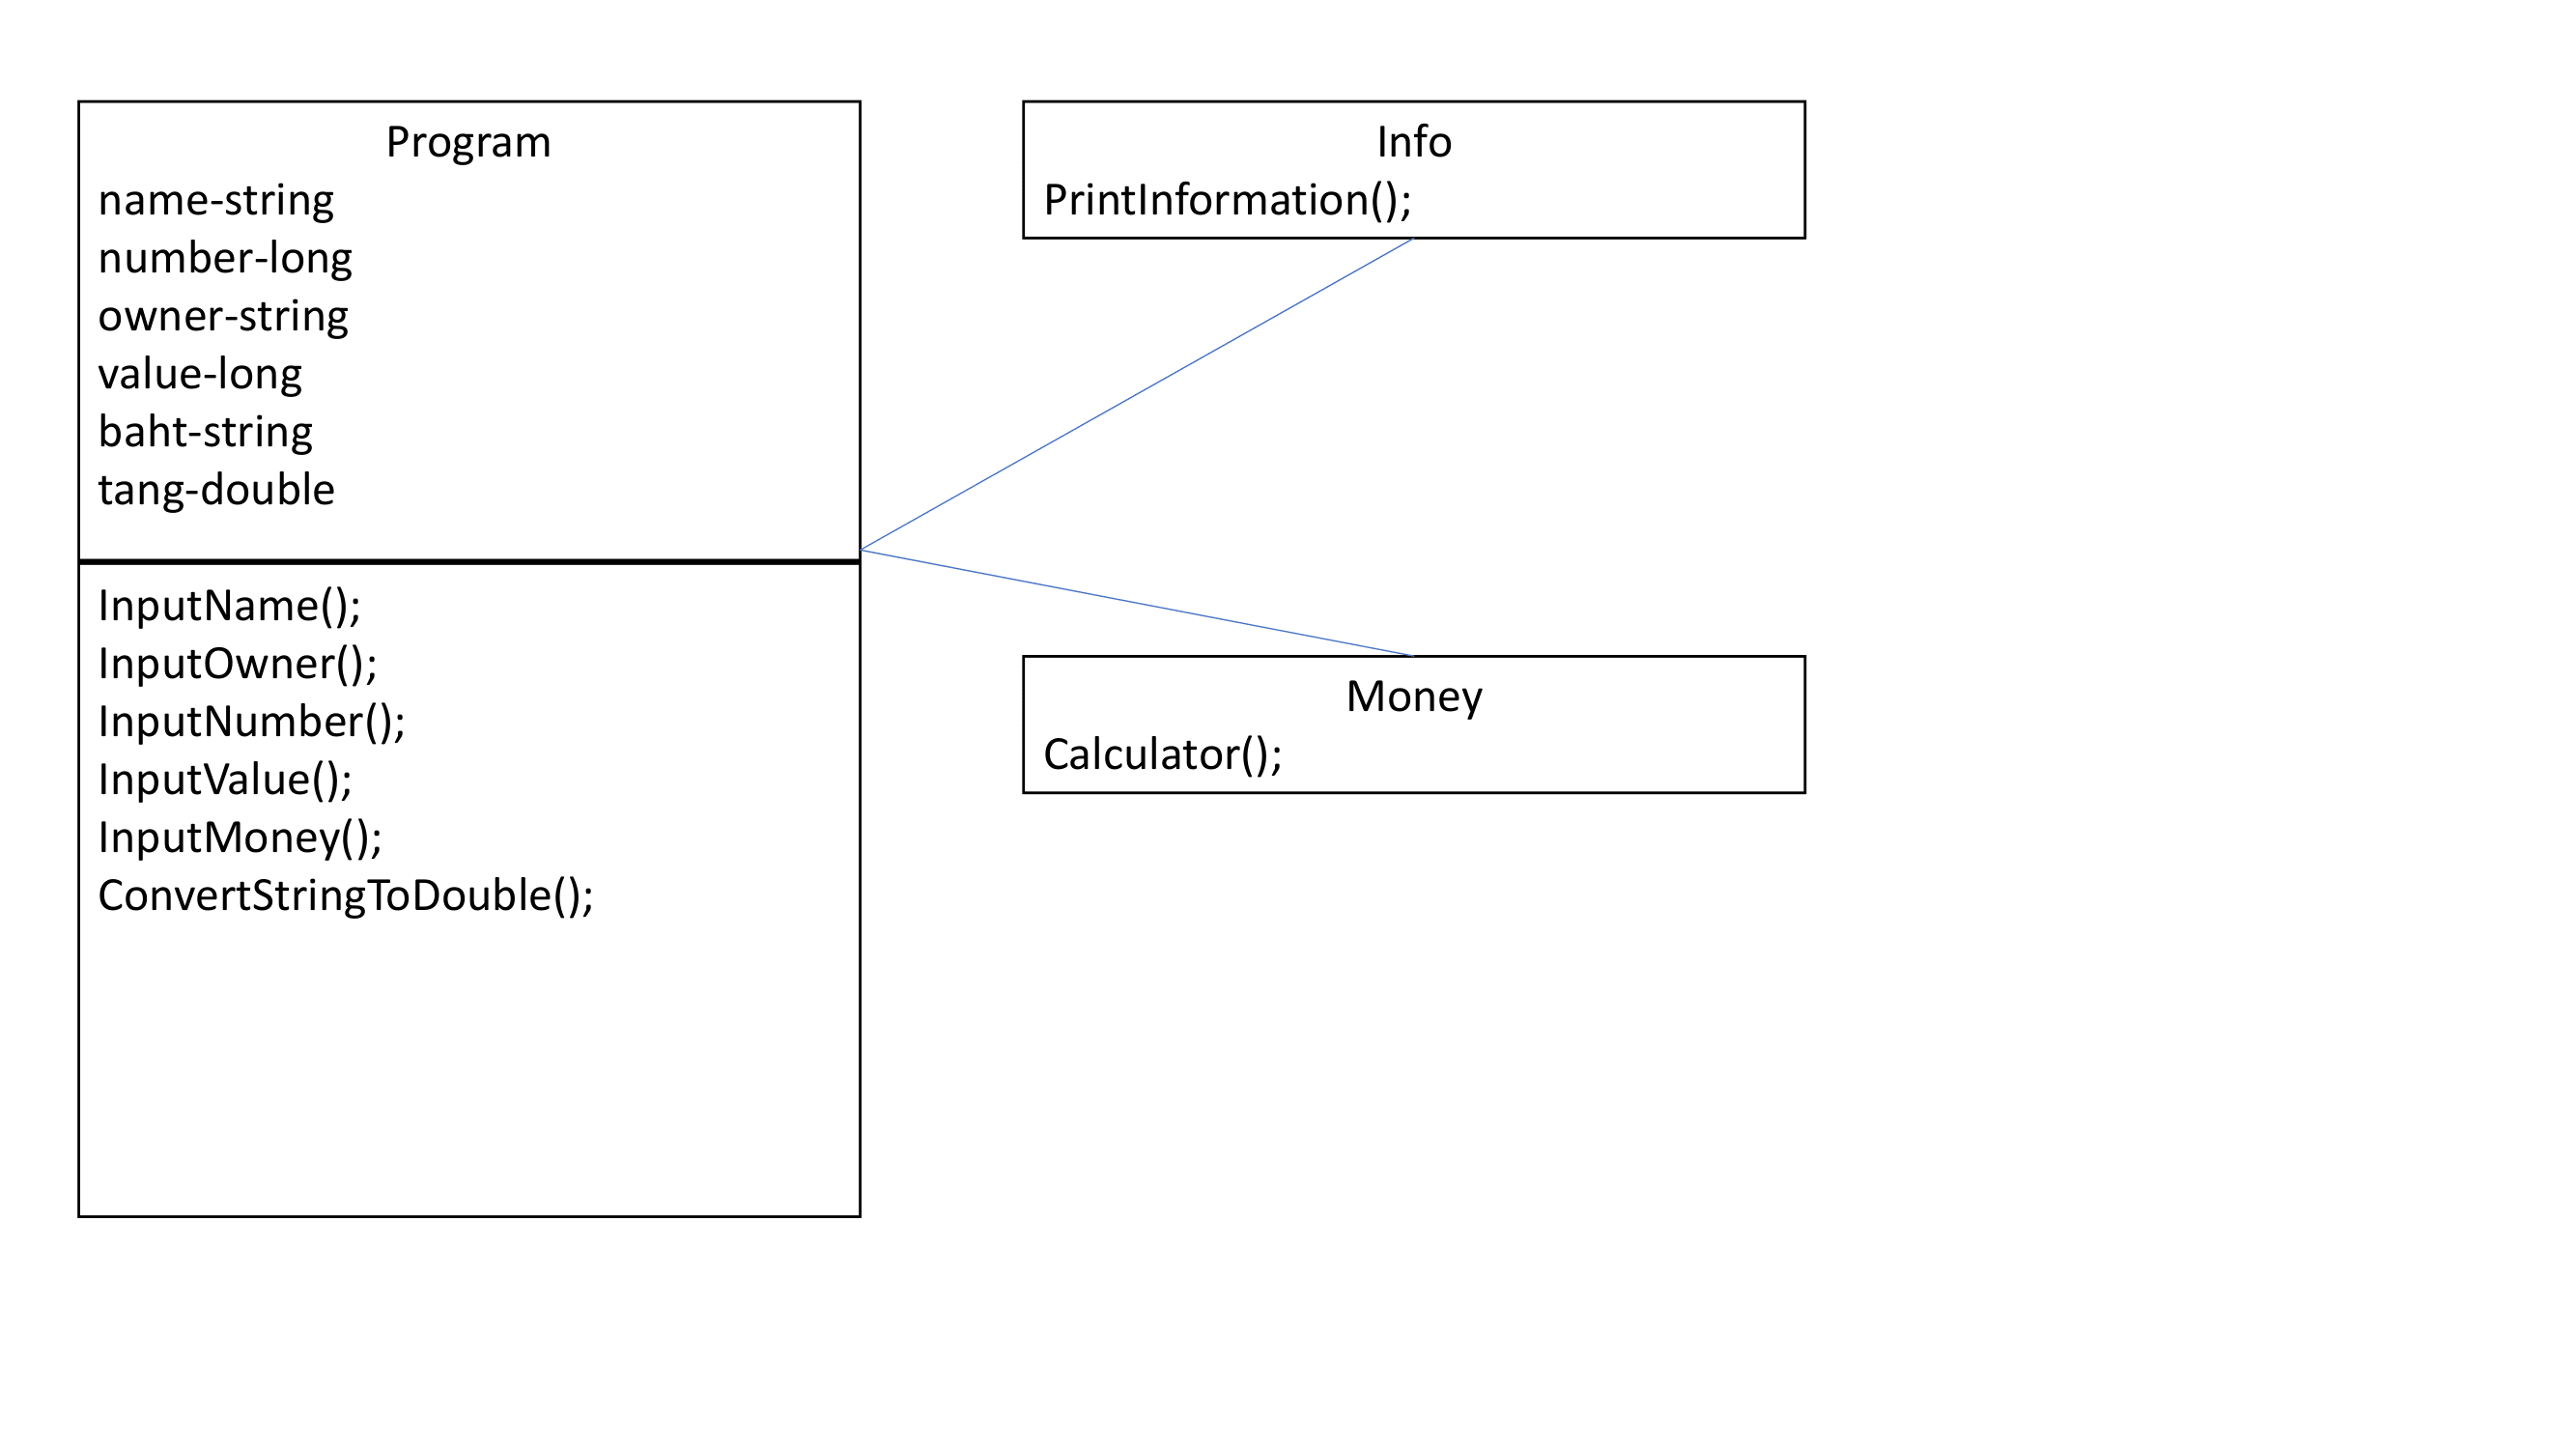 Program
name-string
number-long
owner-string
value-long
baht-string
tang-double
InputName();
InputOwner();
InputNumber();
InputValue();
InputMoney();
ConvertStringToDouble();
Info
PrintInformation();
Money
Calculator();